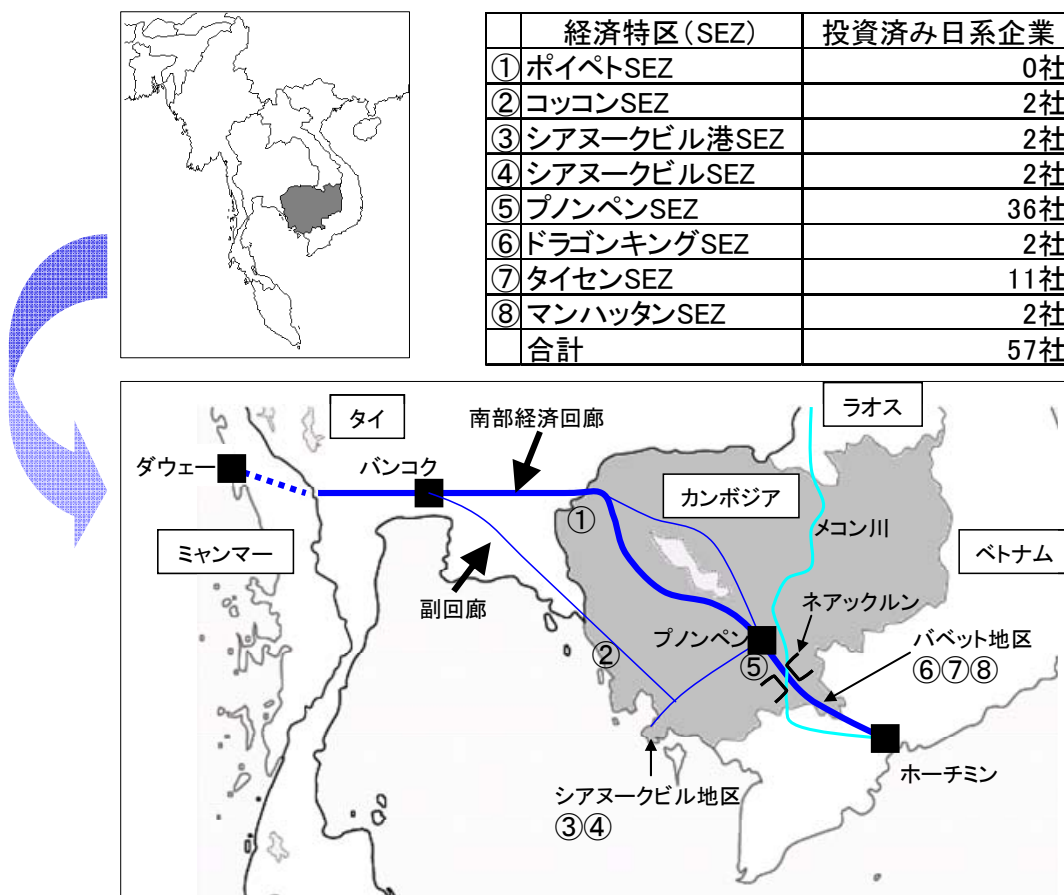 経済特区(SEZ) 投資済み日系企業
① ポイペトSEZ 0社
② コッコンSEZ 2社
③ シアヌークビル港SEZ 2社
④ シアヌークビルSEZ 2社
⑤ プノンペンSEZ 36社
⑥ ドラゴンキングSEZ 2社
⑦ タイセンSEZ 11社
⑧ マンハッタンSEZ 2社
合計 57社
タイ
南部経済回廊
ラオス
ダウェー
バンコク
カンボジア
①
メコン川
ミャンマー
ベトナム
副回廊
ネアックルン
プノンペン
②
⑤
バベット地区
⑥⑦⑧
ホーチミン
シアヌークビル地区
③④